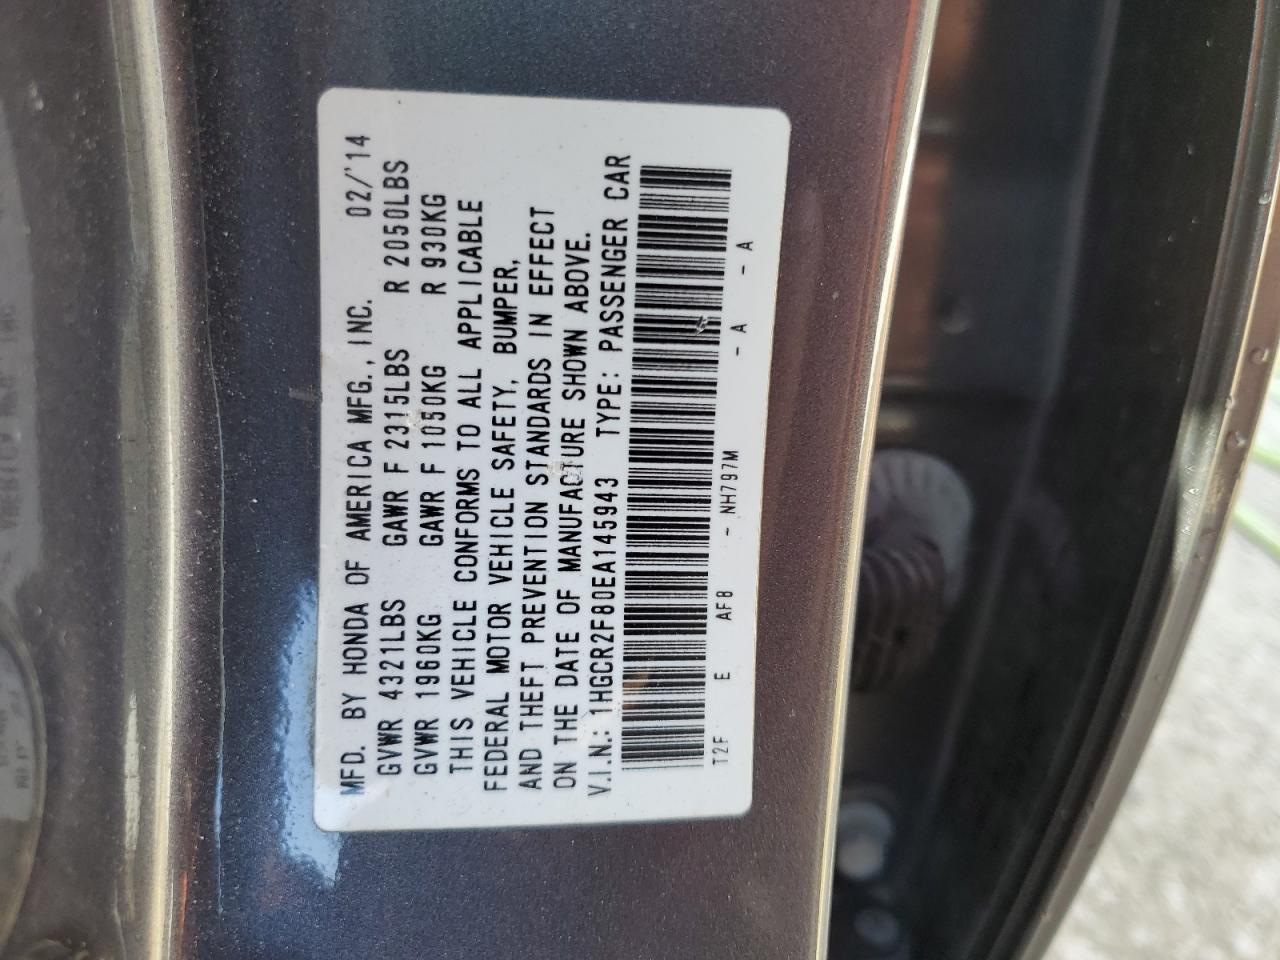 MFD. BY HONDA OF AMERICA MFG., INC. 02/'14
GVWR 4321LBS GAWR F 2315LBS R 2050LBS
GVWR 1960KG GAWR F 1050KG R 930KG
THIS VEHICLE CONFORMS TO ALL APPLICABLE
FEDERAL MOTOR VEHICLE SAFETY, BUMPER,
AND THEFT PREVENTION STANDARDS IN EFFECT
ON THE DATE OF MANUFACTURE SHOWN ABOVE.
V.I.N.: 1HGCR2F80EA145943 TYPE: PASSENGER CAR
T2F E AF8 - NH797M - A - A